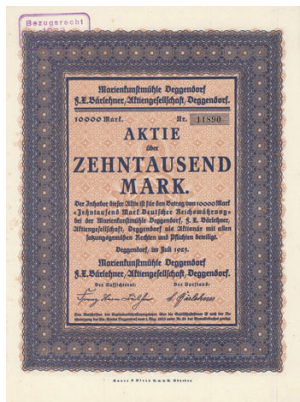 Bezugsrecht
Marienkunstmühle Deggendorf
F.X. Bärlehner, Aktiengesellschaft, Deggendorf.
10000 Mark. Nr. 11890
AKTIE
über
ZEHNTAUSEND
MARK.
Der Inhaber dieser Aktie ist für den Betrag von 10000 Mark
»Zehntausend Mark Deutscher Reichswährung«
bei der Marienkunstmühle Deggendorf, F.X. Bärlehner,
Aktiengesellschaft, Deggendorf als Aktionär mit allen
satzungsgemäßen Rechten und Pflichten beteiligt.
Deggendorf, im Juli 1923.
Marienkunstmühle Deggendorf
F.X. Bärlehner, Aktiengesellschaft, Deggendorf.
Der Aufsichtsrat: Der Vorstand: